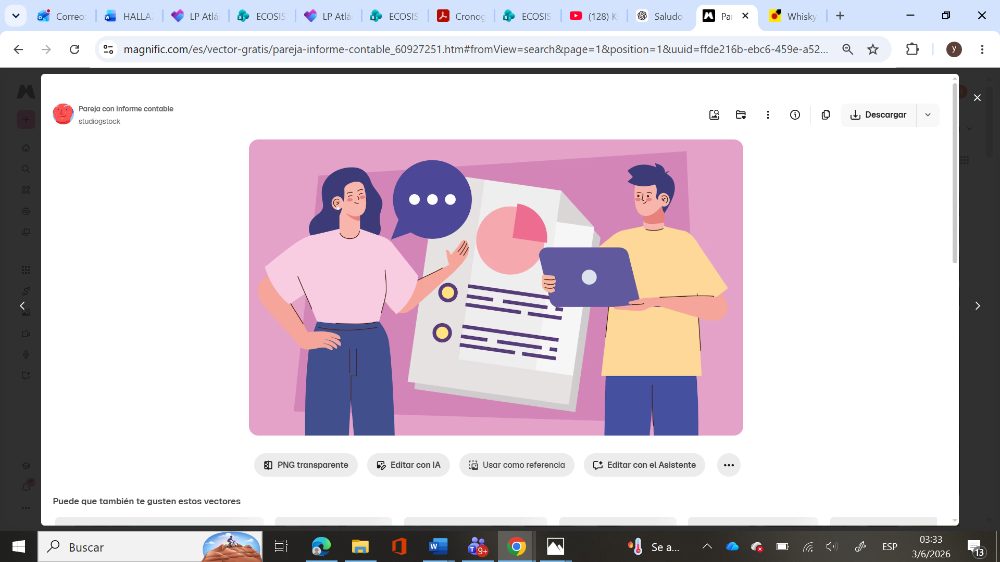 Correo:
HALLAZ
LP Atlá
ECOSIS
LP Atlá
ECOSIS
Cronog
ECOSIS
(128) K
Saludo
Pa
Whisky
magnific.com/es/vector-gratis/pareja-informe-contable_60927251.htm#fromView=search&page=1&position=1&uuid=ffde216b-ebc6-459e-a52...
y
Pareja con informe contable
studiogstock
Descargar
PNG transparente
Editar con IA
Usar como referencia
Editar con el Asistente
Puede que también te gusten estos vectores
Buscar
9+
Se a...
ESP
03:33
3/6/2026
13